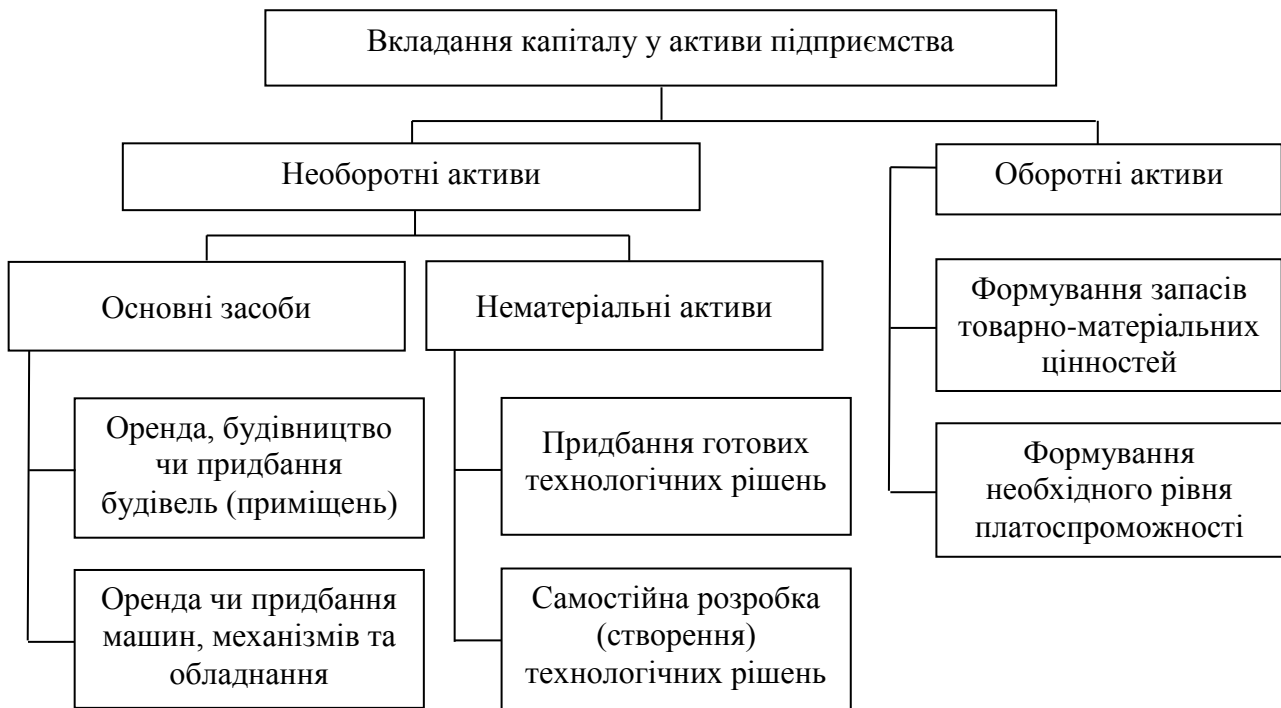 Вкладання капіталу у активи підприємства
Необоротні активи
Оборотні активи
Основні засоби
Нематеріальні активи
Формування запасів
товарно-матеріальних
цінностей
Оренда, будівництво
чи придбання
будівель (приміщень)
Придбання готових
технологічних рішень
Формування
необхідного рівня
платоспроможності
Оренда чи придбання
машин, механізмів та
обладнання
Самостійна розробка
(створення)
технологічних рішень